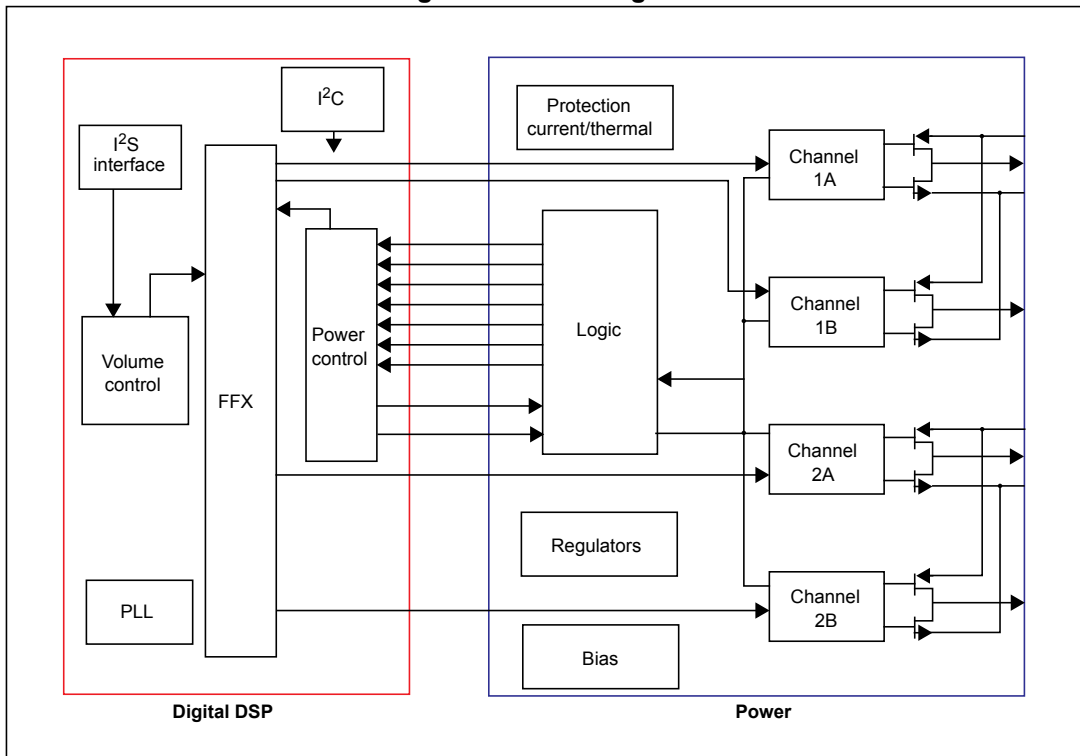 I²C
Protection
current/thermal
I²S
interface
Channel
1A
Channel
1B
Logic
Power
control
Volume
control
FFX
Channel
2A
Regulators
PLL
Channel
2B
Bias
Digital DSP
Power